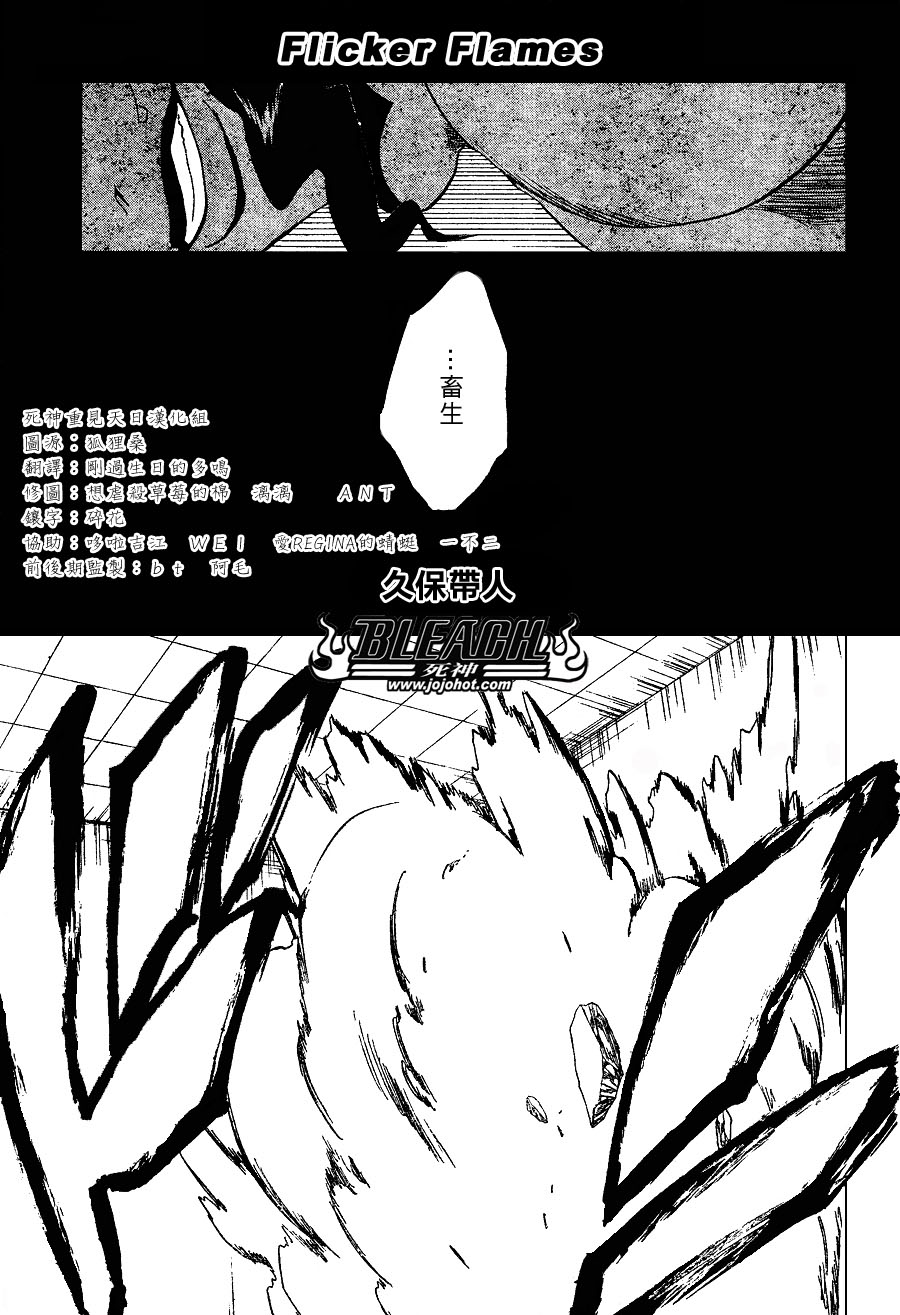 Flicker Flames
…畜生
死神重見天日漢化組
圖源：狐狸桑
翻譯：剛過生日的多鳴
修圖：想虐殺草莓的棉 漓漓 ANT
鑲字：碎花
協助：哆啦吉江 WEI 愛REGINA的蜻蜓 一不二
前後期監製：bt 阿毛
久保帶人
BLEACH
死神
www.jojohot.com